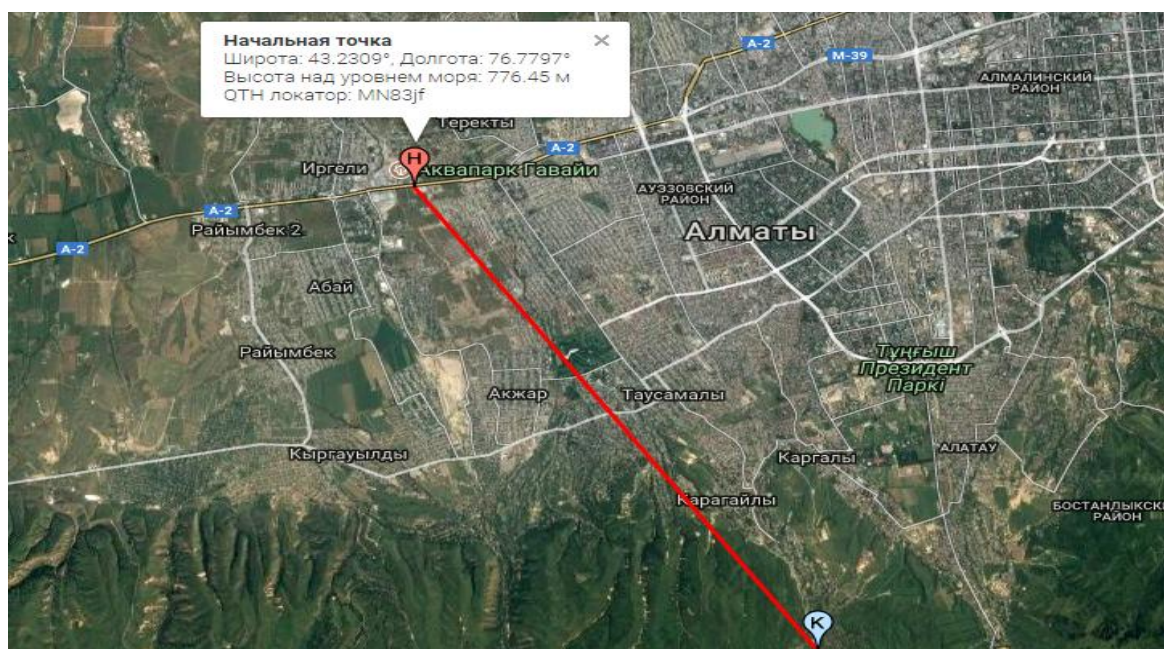 Начальная точка
Широта: 43.2309°, Долгота: 76.7797°
Высота над уровнем моря: 776.45 м
QTH локатор: MN83jf
А-2
М-39
АЛМАЛИНСКИЙ
РАЙОН
Теректы
А-2
Иргели
Н
Аквапарк Гавайи
АУЭЗОВСКИЙ
РАЙОН
А-2
Райымбек 2
Алматы
А-2
Абай
Райымбек
Тұңғыш
Президент
Паркі
Акжар
Таусамалы
Кыргауылды
Каргалы
АЛАТАУ
Карагайлы
РАЙОН
К